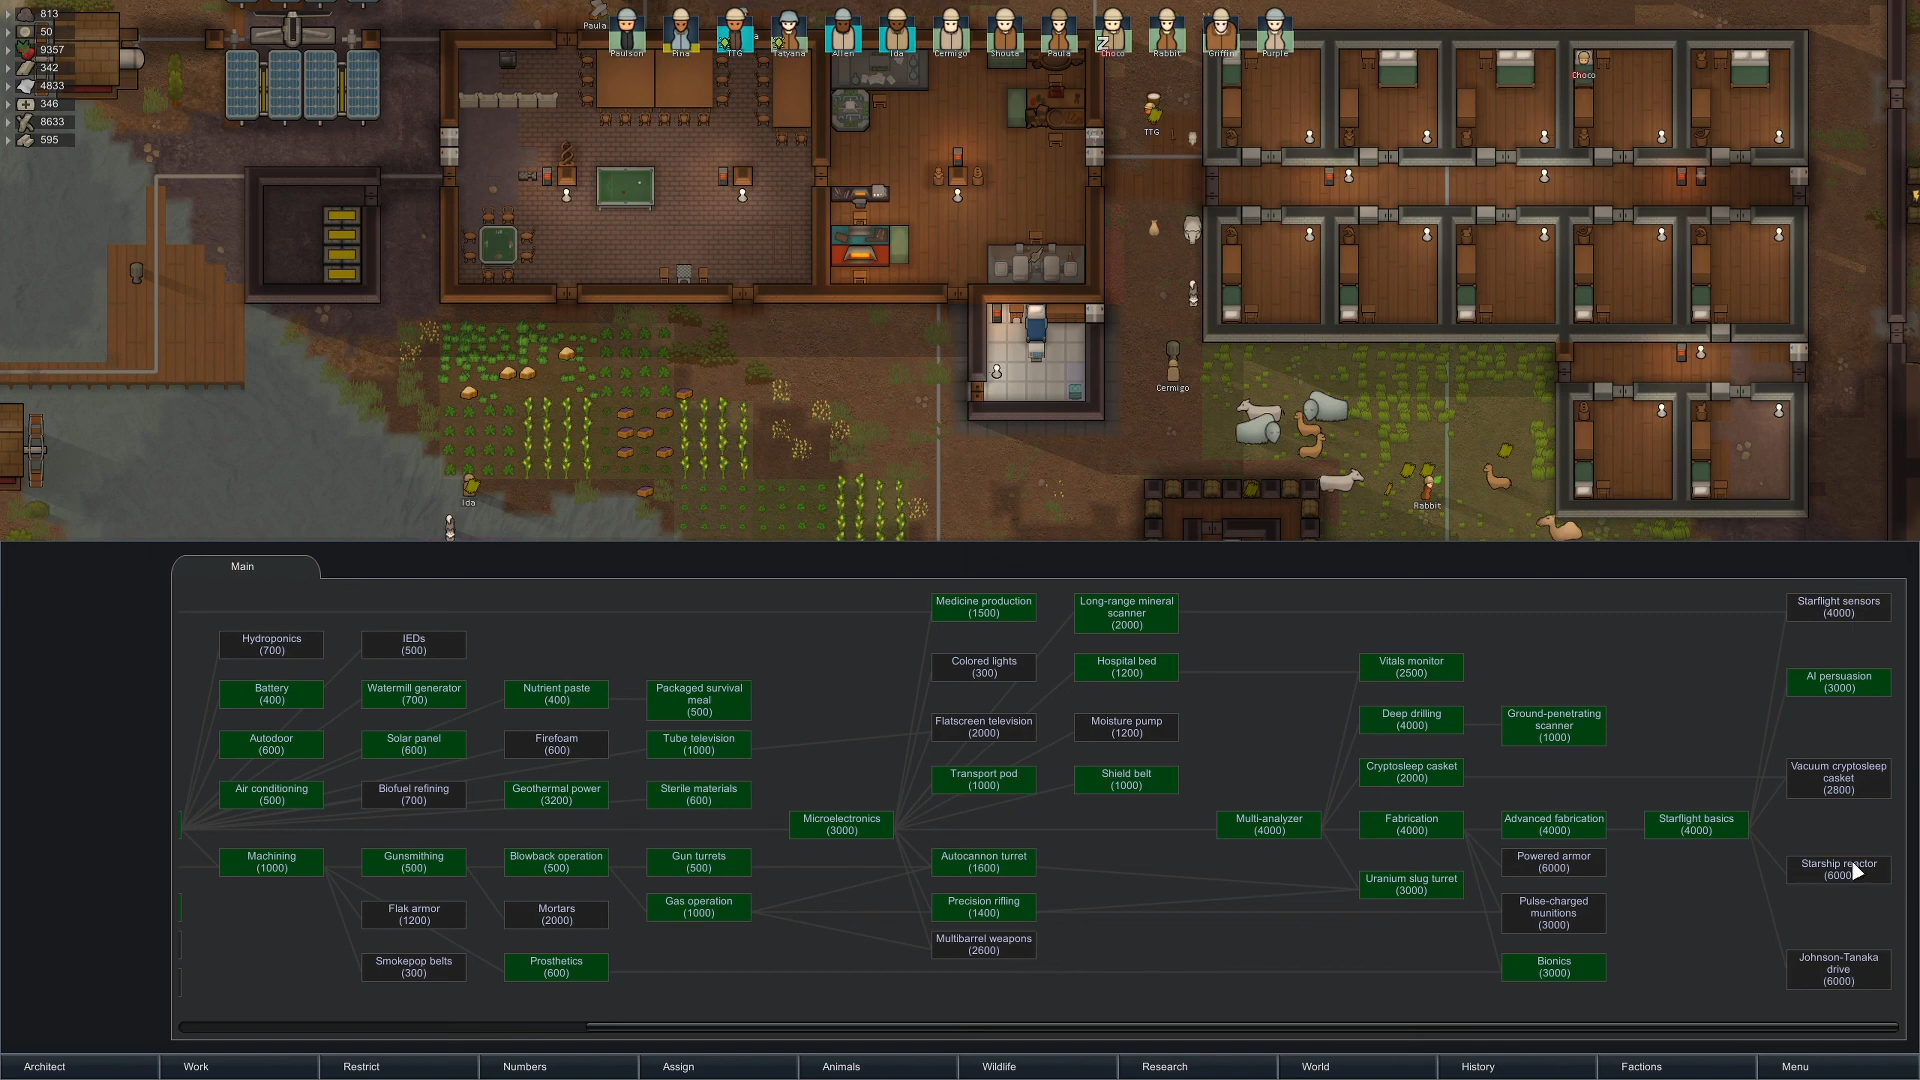 813
50
9357
342
4833
346
8633
595
Paula
Paulson
Pina
TTG
Tatyana
Allen
Ida
Cermigo
Shouta
Paula
Choco
Rabbit
Griffin
Purple
Z
Choco
TTG
Cermigo
Ida
Rabbit
Main
Medicine production
(1500)
Long-range mineral
scanner
(2000)
Starflight sensors
(4000)
Hydroponics
(700)
IEDs
(500)
Colored lights
(300)
Hospital bed
(1200)
Vitals monitor
(2500)
AI persuasion
(3000)
Battery
(400)
Watermill generator
(700)
Nutrient paste
(400)
Packaged survival
meal
(500)
Flatscreen television
(2000)
Moisture pump
(1200)
Deep drilling
(4000)
Ground-penetrating
scanner
(1000)
Autodoor
(600)
Solar panel
(600)
Firefoam
(600)
Tube television
(1000)
Transport pod
(1000)
Shield belt
(1000)
Cryptosleep casket
(2000)
Vacuum cryptosleep
casket
(2800)
Air conditioning
(500)
Biofuel refining
(700)
Geothermal power
(3200)
Sterile materials
(600)
Microelectronics
(3000)
Multi-analyzer
(4000)
Fabrication
(4000)
Advanced fabrication
(4000)
Starflight basics
(4000)
Machining
(1000)
Gunsmithing
(500)
Blowback operation
(500)
Gun turrets
(500)
Autocannon turret
(1600)
Powered armor
(6000)
Starship reactor
(6000)
Uranium slug turret
(3000)
Flak armor
(1200)
Mortars
(2000)
Gas operation
(1000)
Precision rifling
(1400)
Pulse-charged
munitions
(3000)
Multibarrel weapons
(2600)
Smokepop belts
(300)
Prosthetics
(600)
Bionics
(3000)
Johnson-Tanaka
drive
(6000)
Architect
Work
Restrict
Numbers
Assign
Animals
Wildlife
Research
World
History
Factions
Menu